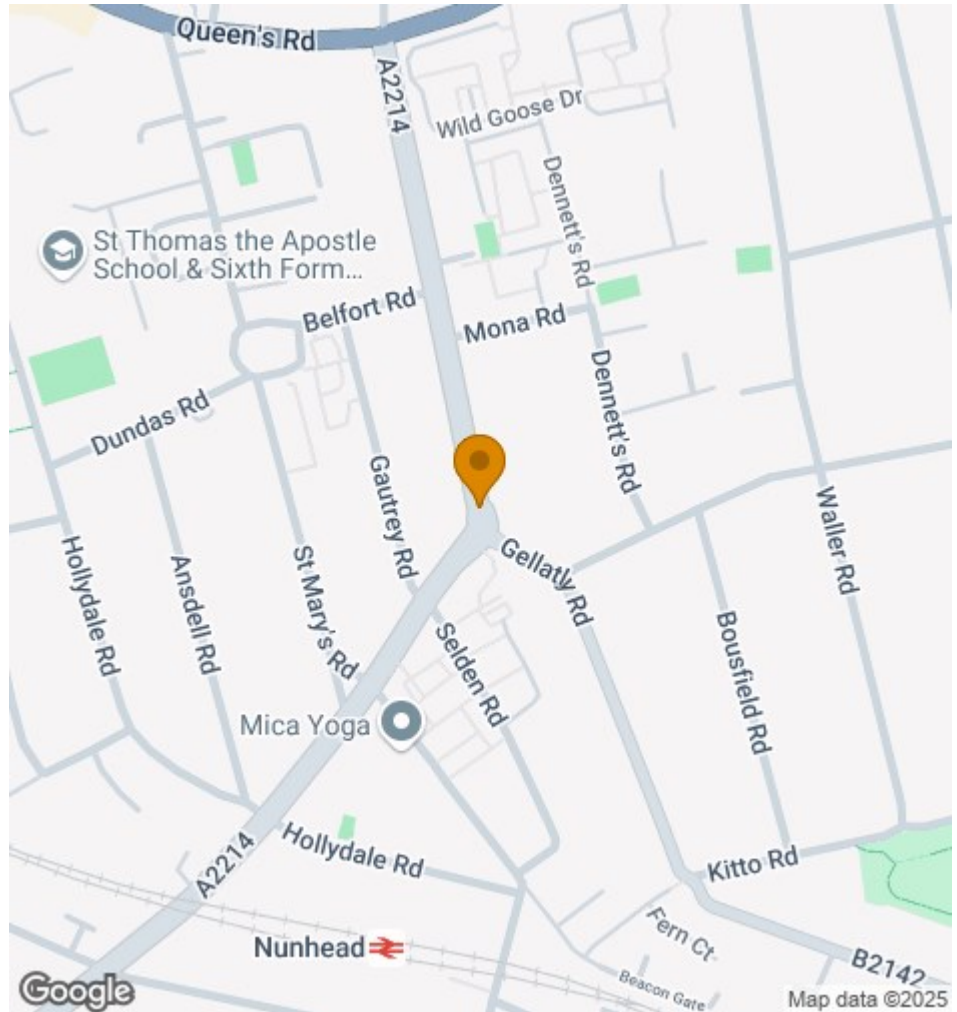 Queen's Rd
A2214
Wild Goose Dr
Dennett's Rd
St Thomas the Apostle
School & Sixth Form...
Belfort Rd
Mona Rd
Dundas Rd
Dennett's Rd
Gautrey Rd
Waller Rd
Hollydale Rd
Ansdell Rd
St Mary's Rd
Gellatly Rd
Selden Rd
Bousfield Rd
Mica Yoga
A2214
Hollydale Rd
Kitto Rd
Nunhead
Fern Ct
B2142
Beacon Gate
Google
Map data ©2025